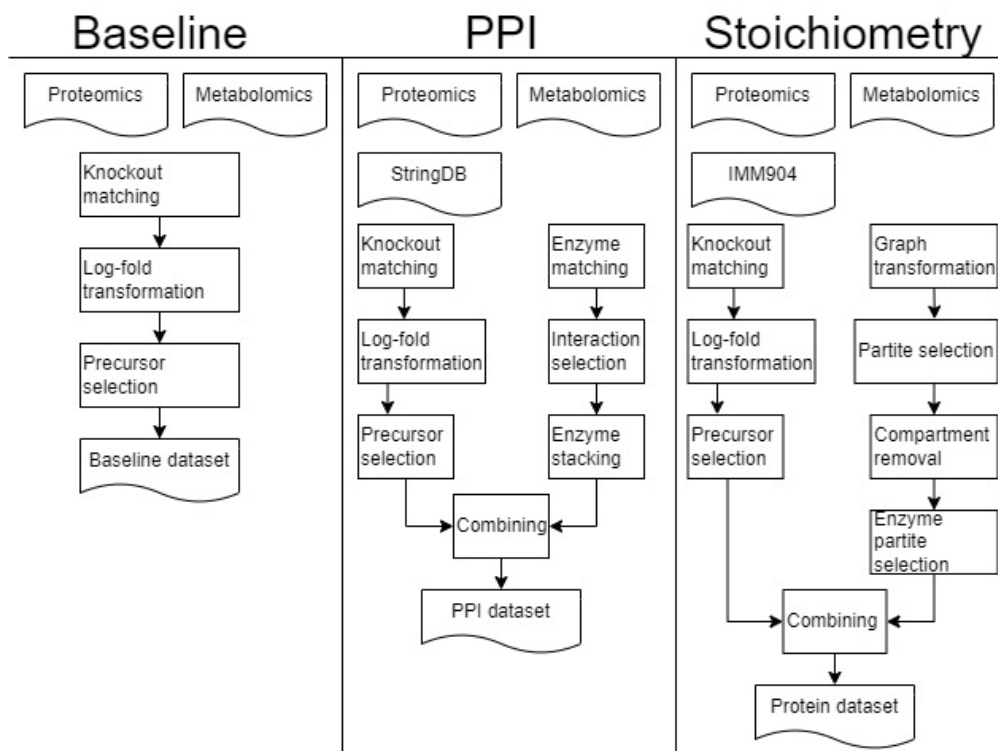 Baseline
PPI
Stoichiometry
Proteomics
Metabolomics
Knockout
matching
Log-fold
transformation
Precursor
selection
Baseline dataset
Proteomics
Metabolomics
StringDB
Knockout
matching
Log-fold
transformation
Precursor
selection
Enzyme
matching
Interaction
selection
Enzyme
stacking
Combining
PPI dataset
Proteomics
Metabolomics
IMM904
Knockout
matching
Log-fold
transformation
Precursor
selection
Graph
transformation
Partite selection
Compartment
removal
Enzyme
partite
selection
Combining
Protein dataset